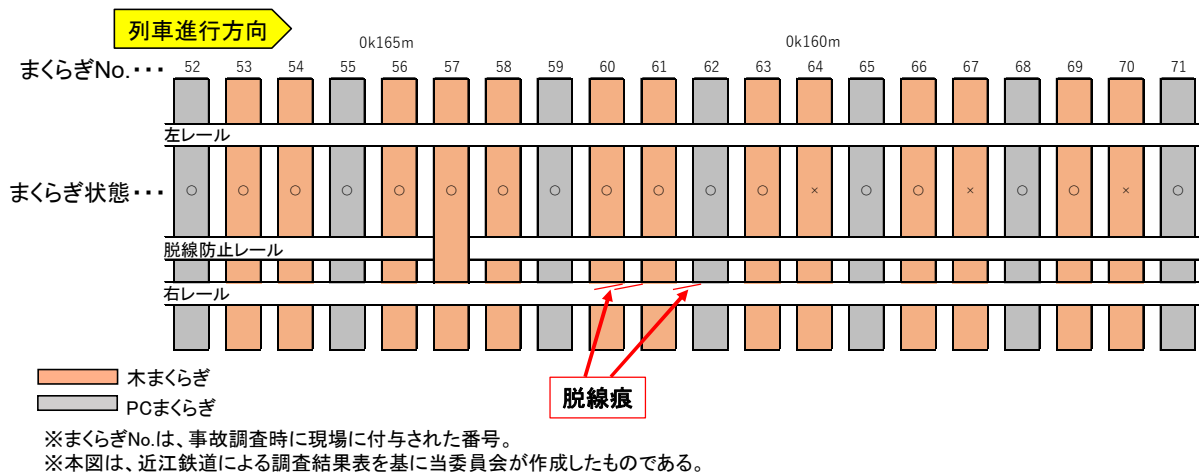 列車進行方向
0k165m 0k160m
まくらぎNo.・・・ 52 53 54 55 56 57 58 59 60 61 62 63 64 65 66 67 68 69 70 71
左レール
まくらぎ状態・・・ ○ ○ ○ ○ ○ ○ ○ ○ ○ ○ ○ ○ × ○ ○ × ○ ○ × ○
脱線防止レール
右レール
脱線痕
木まくらぎ
PCまくらぎ
※まくらぎNo.は、事故調査時に現場に付与された番号。
※本図は、近江鉄道による調査結果表を基に当委員会が作成したものである。